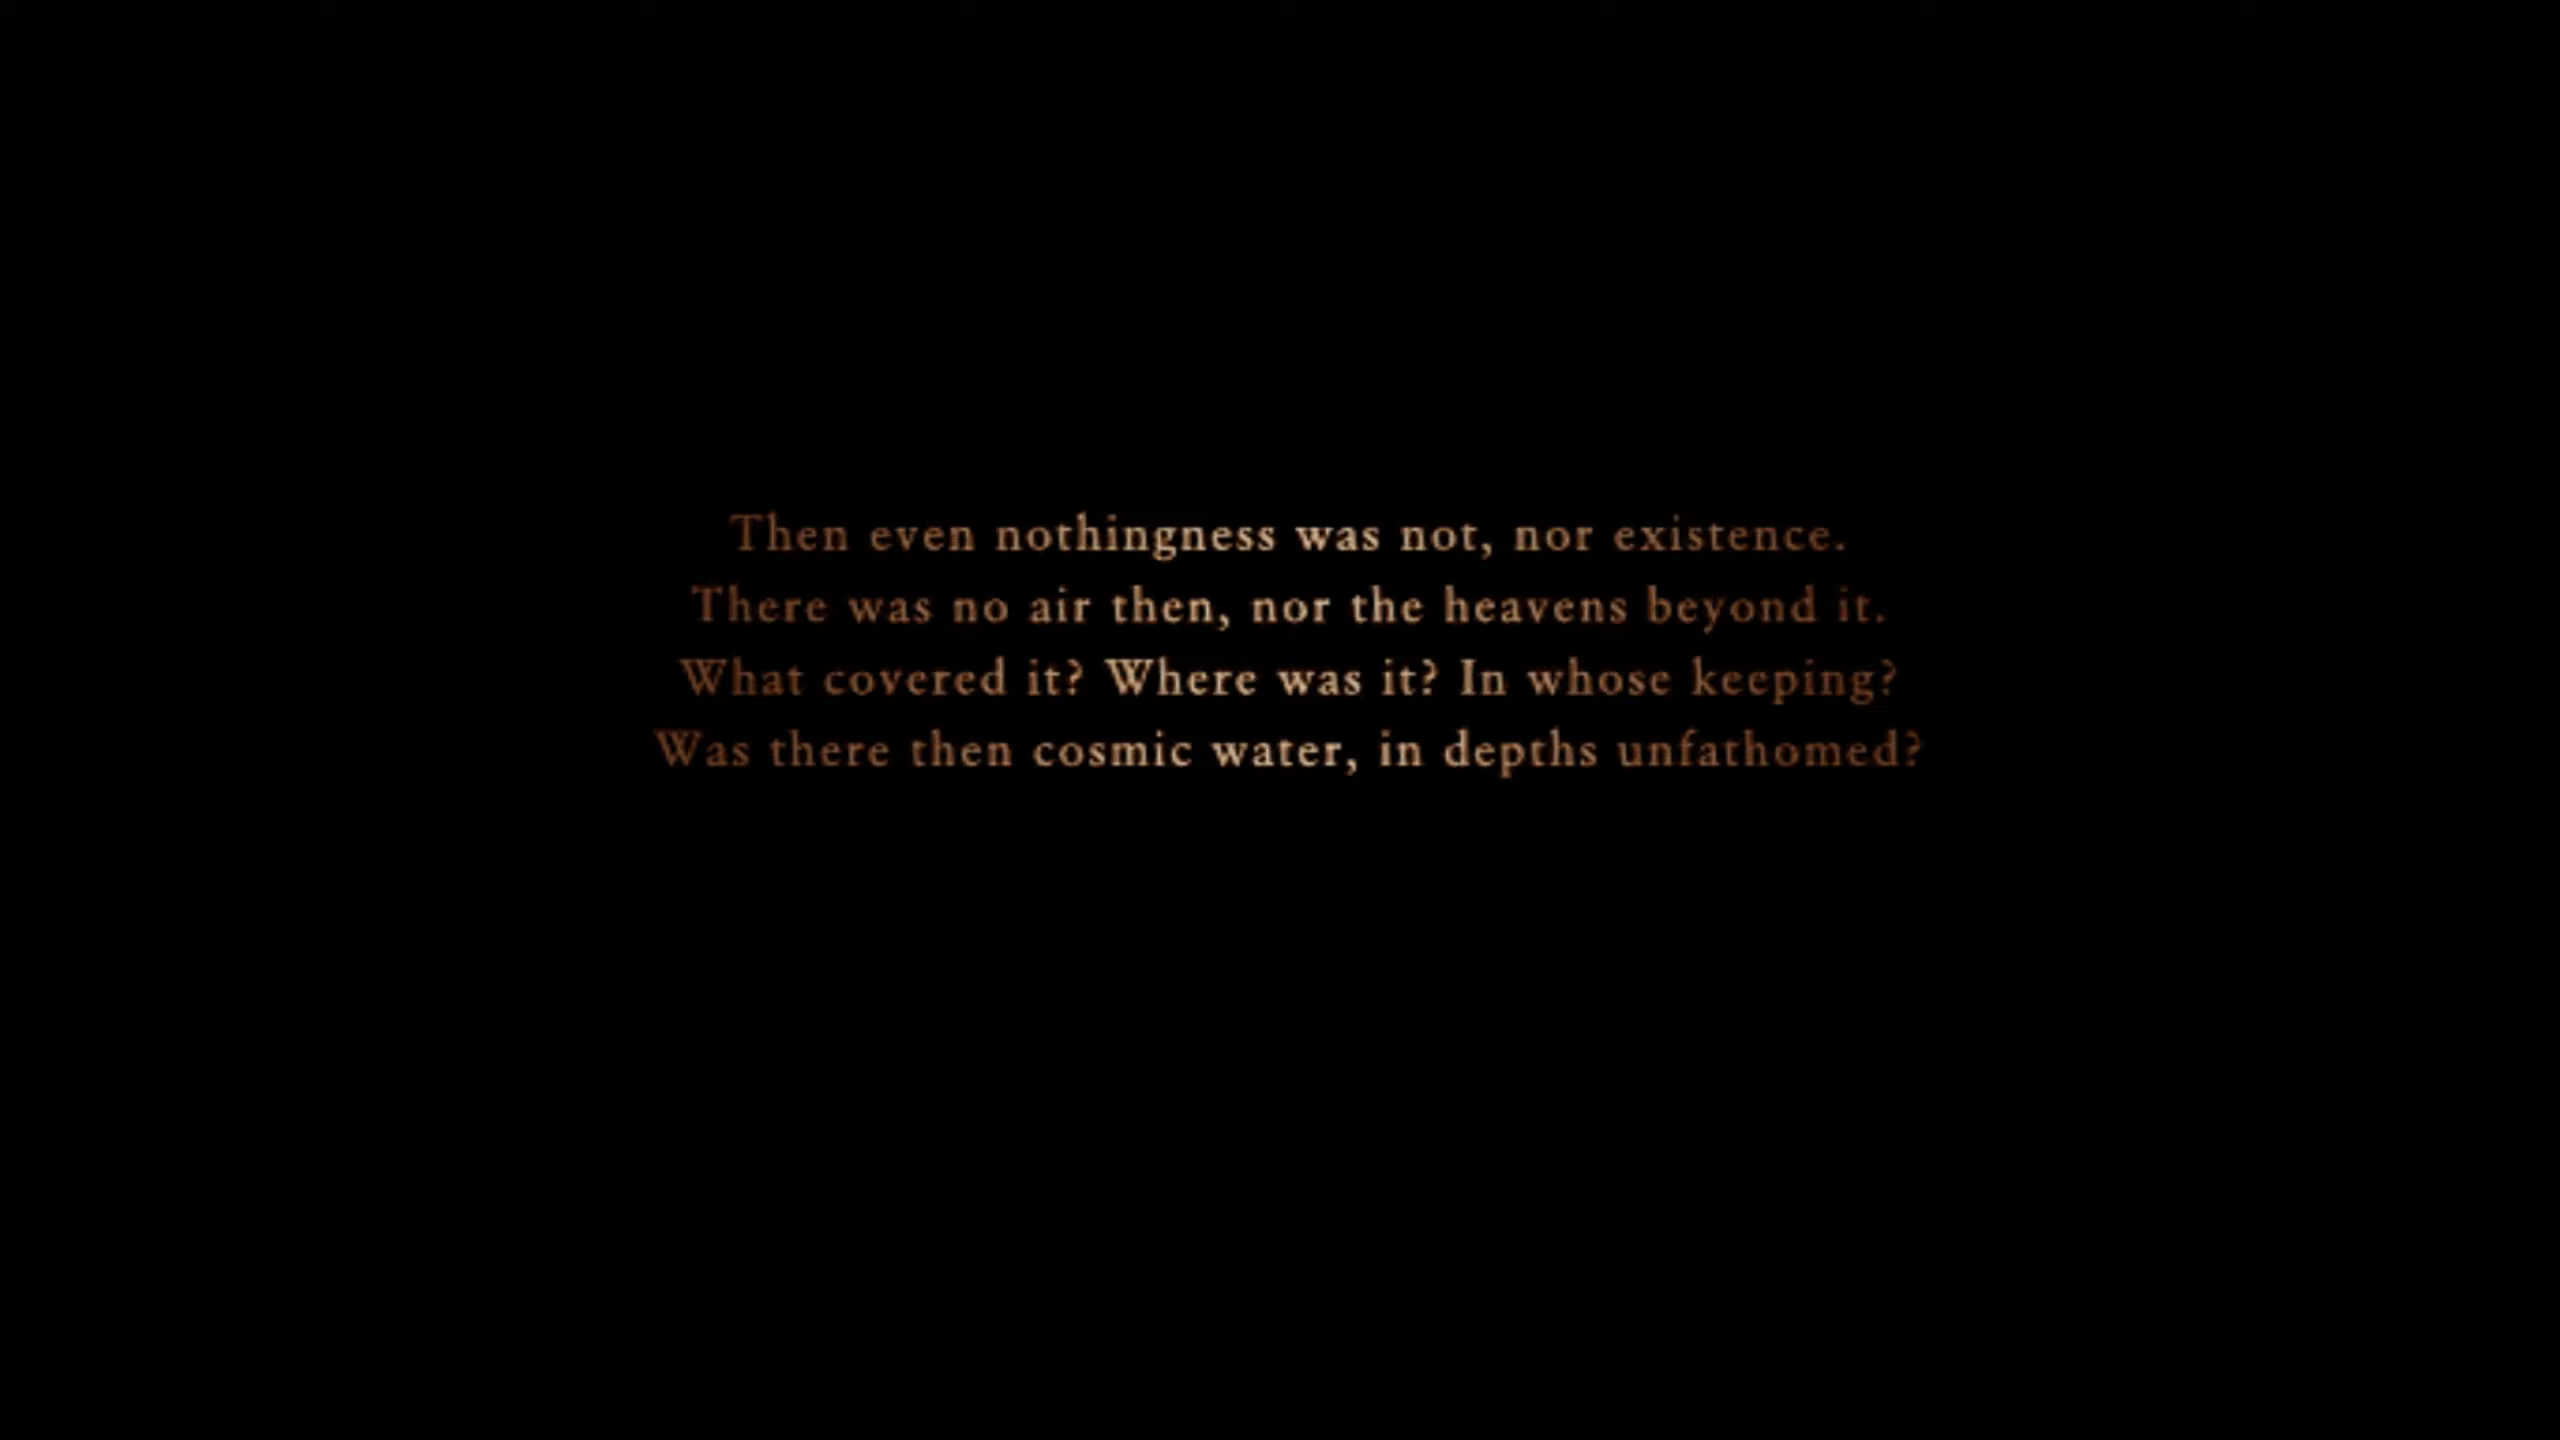 Then even nothingness was not, nor existence.
There was no air then, nor the heavens beyond it.
What covered it? Where was it? In whose keeping?
Was there then cosmic water, in depths unfathomed?